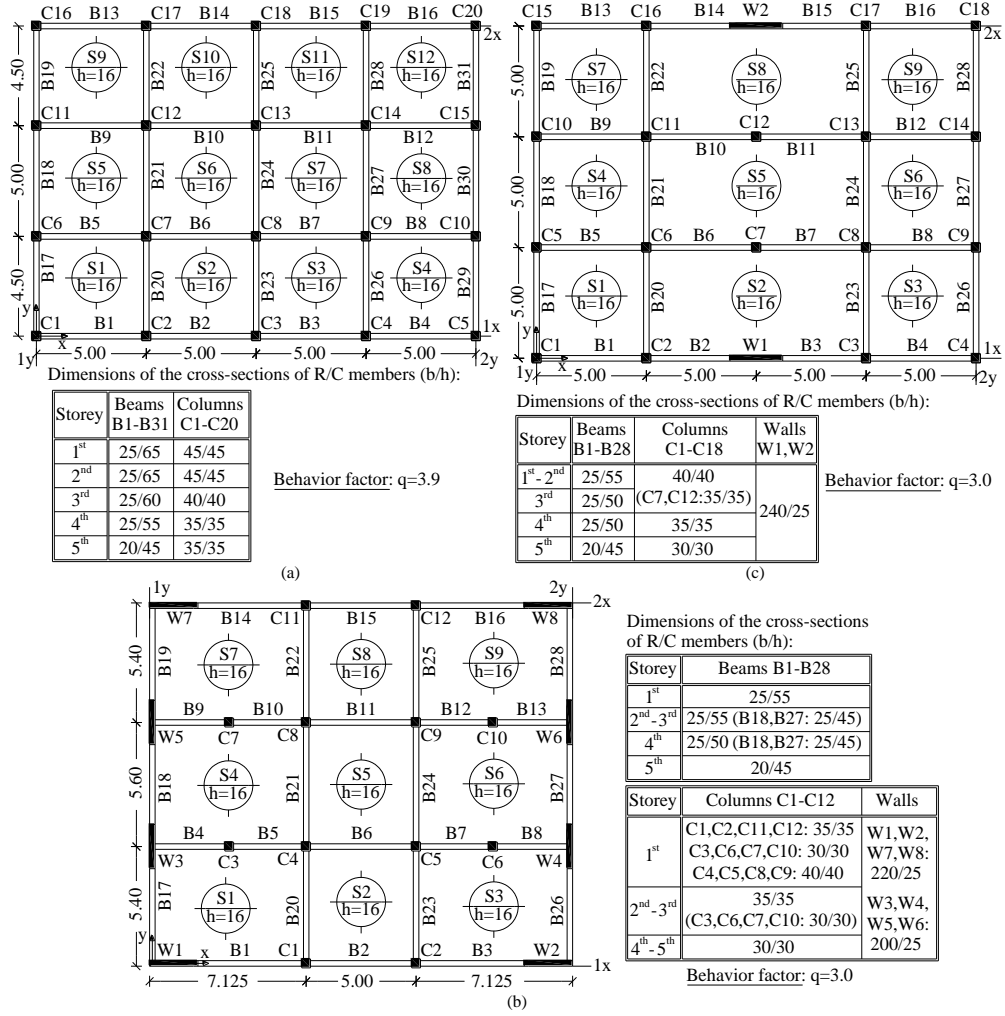 C16 B13 C17 B14 C18 B15 C19 B16 C20
2x
4.50 B19 S9 h=16 B22 S10 h=16 B25 S11 h=16 B28 S12 h=16 B31
C11 C12 C13 C14 C15
B9 B10 B11 B12
5.00 B18 S5 h=16 B21 S6 h=16 B24 S7 h=16 B27 S8 h=16 B30
C6 B5 C7 B6 C8 B7 C9 B8 C10
4.50 B17 S1 h=16 B20 S2 h=16 B23 S3 h=16 B26 S4 h=16 B29
y
x
C1 B1 C2 B2 C3 B3 C4 B4 C5 1x
1y 5.00 5.00 5.00 5.00 2y
Dimensions of the cross-sections of R/C members (b/h):
Storey Beams B1-B31 Columns C1-C20
1st 25/65 45/45
2nd 25/65 45/45
3rd 25/60 40/40
4th 25/55 35/35
5th 20/45 35/35
Behavior factor: q=3.9
(a)
C15 B13 C16 B14 W2 B15 C17 B16 C18
2x
5.00 B19 S7 h=16 B22 S8 h=16 B25 S9 h=16 B28
C10 B9 C11 C12 C13 B12 C14
B10 B11
5.00 B18 S4 h=16 B21 S5 h=16 B24 S6 h=16 B27
C5 B5 C6 B6 C7 B7 C8 B8 C9
5.00 B17 S1 h=16 B20 S2 h=16 B23 S3 h=16 B26
y
x
C1 B1 C2 B2 W1 B3 C3 B4 C4 1x
1y 5.00 5.00 5.00 5.00 2y
Dimensions of the cross-sections of R/C members (b/h):
Storey Beams B1-B28 Columns C1-C18 Walls W1,W2
1st-2nd 25/55 40/40 (C7,C12:35/35) 240/25
3rd 25/50
4th 25/50 35/35
5th 20/45 30/30
Behavior factor: q=3.0
(c)
1y 2y
2x
W7 B14 C11 B15 C12 B16 W8
5.40 B19 S7 h=16 B22 S8 h=16 B25 S9 h=16 B28
B9 B10 B11 B12 B13
W5 C7 C8 C9 C10 W6
5.60 B18 S4 h=16 B21 S5 h=16 B24 S6 h=16 B27
B4 B5 B6 B7 B8
W3 C3 C4 C5 C6 W4
5.40 B17 S1 h=16 B20 S2 h=16 B23 S3 h=16 B26
y
x
W1 B1 C1 B2 C2 B3 W2 1x
7.125 5.00 7.125
(b)
Dimensions of the cross-sections
of R/C members (b/h):
Storey Beams B1-B28
1st 25/55
2nd-3rd 25/55 (B18,B27: 25/45)
4th 25/50 (B18,B27: 25/45)
5th 20/45
Storey Columns C1-C12 Walls
1st C1,C2,C11,C12: 35/35
C3,C6,C7,C10: 30/30
C4,C5,C8,C9: 40/40
2nd-3rd 35/35
(C3,C6,C7,C10: 30/30)
4th-5th 30/30
W1,W2,
W7,W8:
220/25
W3,W4,
W5,W6:
200/25
Behavior factor: q=3.0